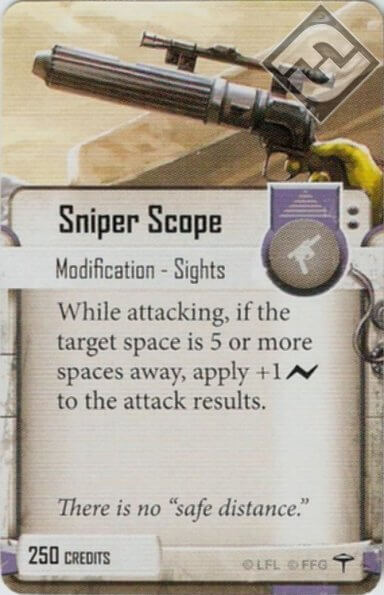 Sniper Scope
Modification - Sights
While attacking, if the
target space is 5 or more
spaces away, apply +1
to the attack results.
There is no “safe distance.”
250 CREDITS
© LFL © FFG